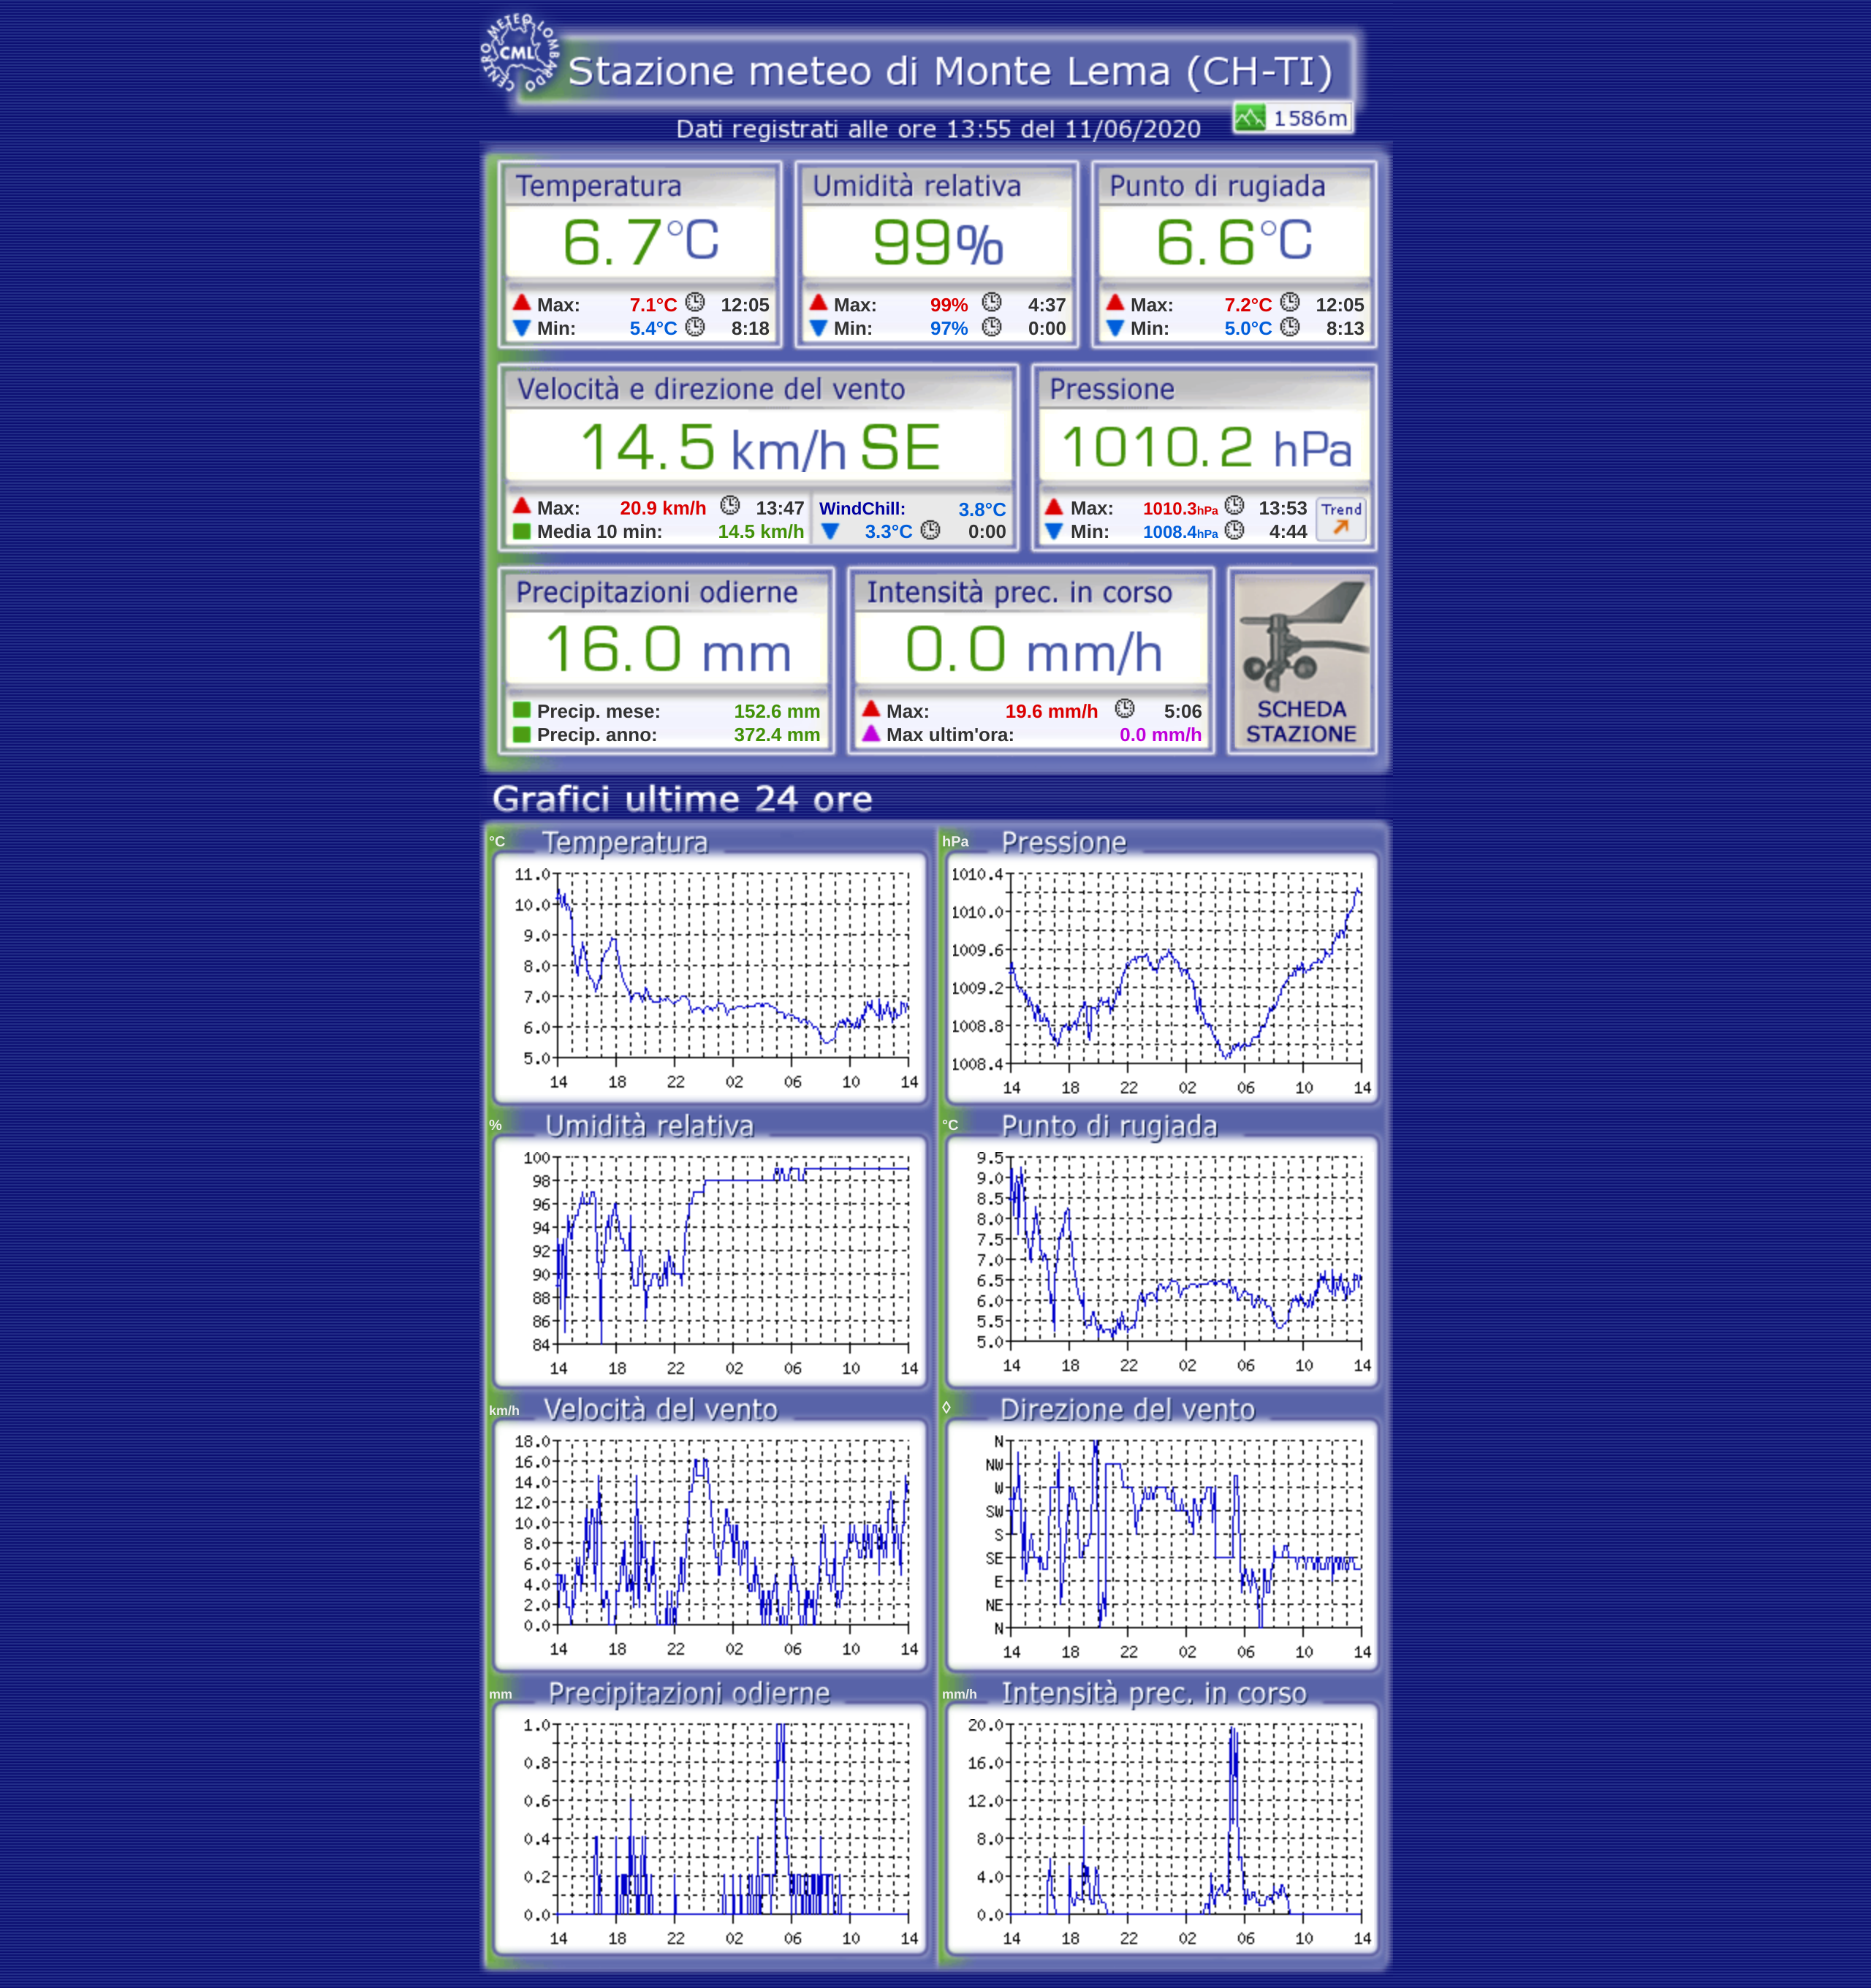 CENTRO METEO LOMBARDO
CML
Stazione meteo di Monte Lema (CH-TI)
1586m
Dati registrati alle ore 13:55 del 11/06/2020
Temperatura
6.7°C
Max: 7.1°C 12:05
Min: 5.4°C 8:18
Umidità relativa
99%
Max: 99% 4:37
Min: 97% 0:00
Punto di rugiada
6.6°C
Max: 7.2°C 12:05
Min: 5.0°C 8:13
Velocità e direzione del vento
14.5 km/h SE
Max: 20.9 km/h 13:47
Media 10 min: 14.5 km/h
WindChill: 3.8°C
3.3°C 0:00
Pressione
1010.2 hPa
Max: 1010.3hPa 13:53
Min: 1008.4hPa 4:44
Trend
Precipitazioni odierne
16.0 mm
Precip. mese: 152.6 mm
Precip. anno: 372.4 mm
Intensità prec. in corso
0.0 mm/h
Max: 19.6 mm/h 5:06
Max ultim'ora: 0.0 mm/h
SCHEDA
STAZIONE
Grafici ultime 24 ore
°C Temperatura
11.0
10.0
9.0
8.0
7.0
6.0
5.0
14 18 22 02 06 10 14
hPa Pressione
1010.4
1010.0
1009.6
1009.2
1008.8
1008.4
14 18 22 02 06 10 14
% Umidità relativa
100
98
96
94
92
90
88
86
84
14 18 22 02 06 10 14
°C Punto di rugiada
9.5
9.0
8.5
8.0
7.5
7.0
6.5
6.0
5.5
5.0
14 18 22 02 06 10 14
km/h Velocità del vento
18.0
16.0
14.0
12.0
10.0
8.0
6.0
4.0
2.0
0.0
14 18 22 02 06 10 14
◊ Direzione del vento
N
NW
W
SW
S
SE
E
NE
N
14 18 22 02 06 10 14
mm Precipitazioni odierne
1.0
0.8
0.6
0.4
0.2
0.0
14 18 22 02 06 10 14
mm/h Intensità prec. in corso
20.0
16.0
12.0
8.0
4.0
0.0
14 18 22 02 06 10 14